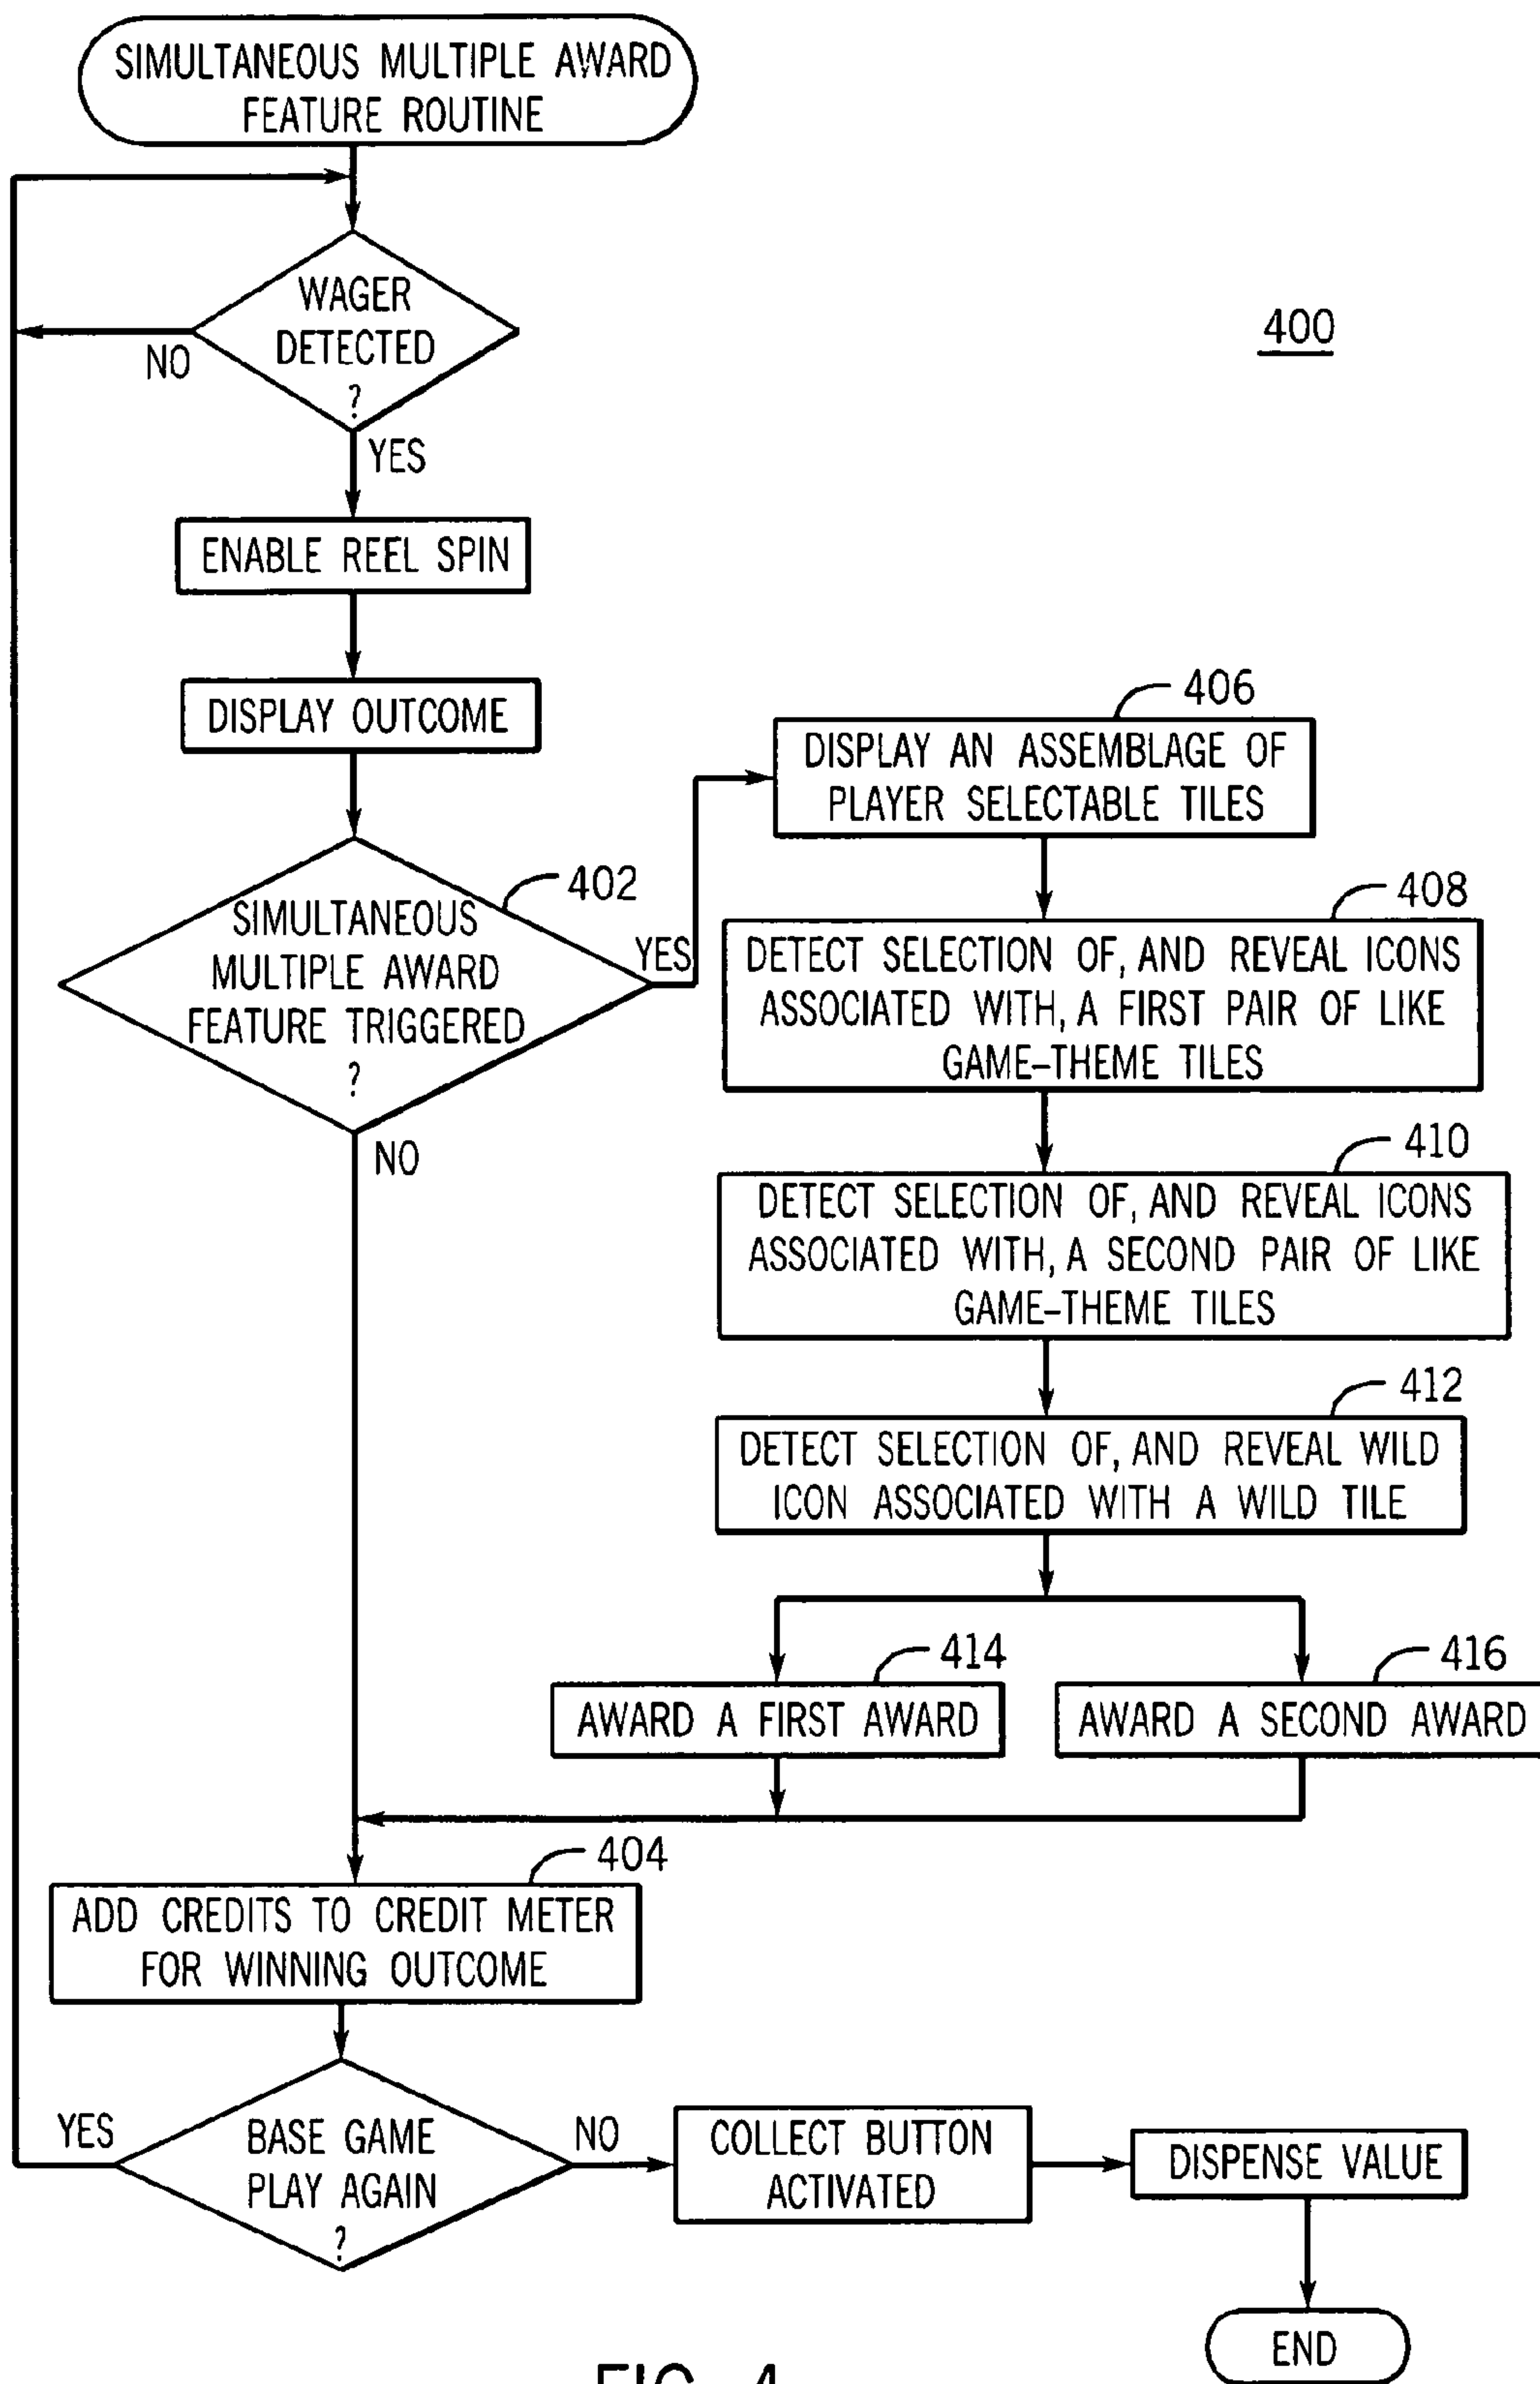 SIMULTANEOUS MULTIPLE AWARD
FEATURE ROUTINE
WAGER
DETECTED
?
NO
YES
400
ENABLE REEL SPIN
DISPLAY OUTCOME
406
DISPLAY AN ASSEMBLAGE OF
PLAYER SELECTABLE TILES
402
SIMULTANEOUS
MULTIPLE AWARD
FEATURE TRIGGERED
?
YES
NO
408
DETECT SELECTION OF, AND REVEAL ICONS
ASSOCIATED WITH, A FIRST PAIR OF LIKE
GAME-THEME TILES
410
DETECT SELECTION OF, AND REVEAL ICONS
ASSOCIATED WITH, A SECOND PAIR OF LIKE
GAME-THEME TILES
412
DETECT SELECTION OF, AND REVEAL WILD
ICON ASSOCIATED WITH A WILD TILE
414
AWARD A FIRST AWARD
416
AWARD A SECOND AWARD
404
ADD CREDITS TO CREDIT METER
FOR WINNING OUTCOME
YES
BASE GAME
PLAY AGAIN
?
NO
COLLECT BUTTON
ACTIVATED
DISPENSE VALUE
END
FIG. 4